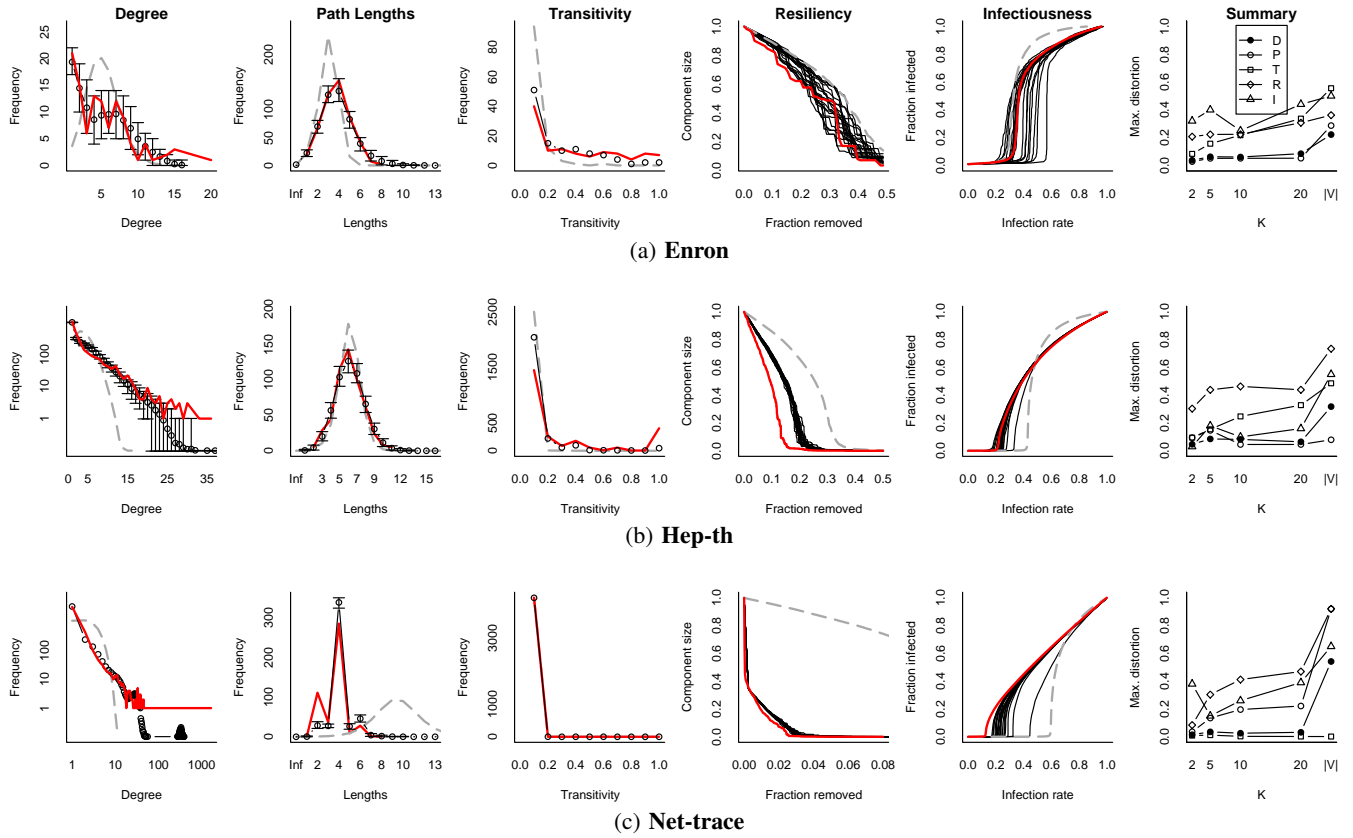 Degree Path Lengths Transitivity Resiliency Infectiousness Summary
Frequency
0 5 10 15 20 25
5 10 15 20
Degree
Frequency
0 50 100 200
Inf 2 4 6 8 10 13
Lengths
Frequency
0 20 40 60 80
0.0 0.2 0.4 0.6 0.8 1.0
Transitivity
Component size
0.0 0.2 0.4 0.6 0.8 1.0
0.0 0.1 0.2 0.3 0.4 0.5
Fraction removed
Fraction infected
0.0 0.2 0.4 0.6 0.8 1.0
0.0 0.2 0.4 0.6 0.8 1.0
Infection rate
Max. distortion
0.0 0.2 0.4 0.6 0.8 1.0
D
P
T
R
I
2 5 10 20 |V|
K
(a) Enron
Frequency
1 10 100
0 5 15 25 35
Degree
Frequency
0 50 100 150 200
Inf 3 5 7 9 12 15
Lengths
Frequency
0 500 1500 2500
0.0 0.2 0.4 0.6 0.8 1.0
Transitivity
Component size
0.0 0.2 0.4 0.6 0.8 1.0
0.0 0.1 0.2 0.3 0.4 0.5
Fraction removed
Fraction infected
0.0 0.2 0.4 0.6 0.8 1.0
0.0 0.2 0.4 0.6 0.8 1.0
Infection rate
Max. distortion
0.0 0.2 0.4 0.6 0.8 1.0
2 5 10 20 |V|
K
(b) Hep-th
Frequency
1 10 100
1 10 100 1000
Degree
Frequency
0 100 200 300
Inf 2 4 6 8 10 13
Lengths
Frequency
0 1000 3000
0.0 0.2 0.4 0.6 0.8 1.0
Transitivity
Component size
0.0 0.2 0.4 0.6 0.8 1.0
0.00 0.02 0.04 0.06 0.08
Fraction removed
Fraction infected
0.0 0.2 0.4 0.6 0.8 1.0
0.0 0.2 0.4 0.6 0.8 1.0
Infection rate
Max. distortion
0.0 0.2 0.4 0.6 0.8 1.0
2 5 10 20 |V|
K
(c) Net-trace